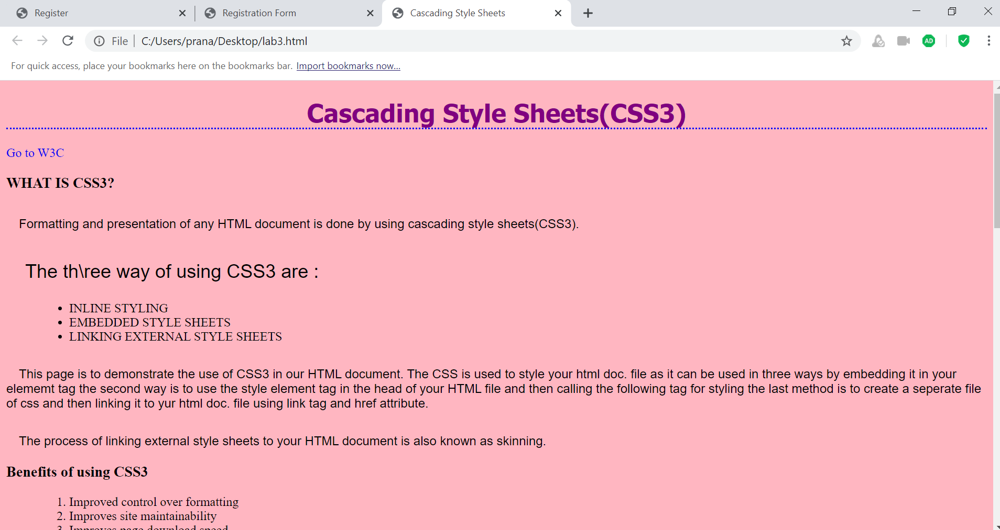 Register
Registration Form
Cascading Style Sheets
File
C:/Users/prana/Desktop/lab3.html
AD
For quick access, place your bookmarks here on the bookmarks bar. Import bookmarks now...
Cascading Style Sheets(CSS3)
Go to W3C
WHAT IS CSS3?
Formatting and presentation of any HTML document is done by using cascading style sheets(CSS3).
The th\ree way of using CSS3 are :
• INLINE STYLING
• EMBEDDED STYLE SHEETS
• LINKING EXTERNAL STYLE SHEETS
This page is to demonstrate the use of CSS3 in our HTML document. The CSS is used to style your html doc. file as it can be used in three ways by embedding it in your
elememt tag the second way is to use the style element tag in the head of your HTML file and then calling the following tag for styling the last method is to create a seperate file
of css and then linking it to yur html doc. file using link tag and href attribute.
The process of linking external style sheets to your HTML document is also known as skinning.
Benefits of using CSS3
1. Improved control over formatting
2. Improves site maintainability
3. Improves page download speed